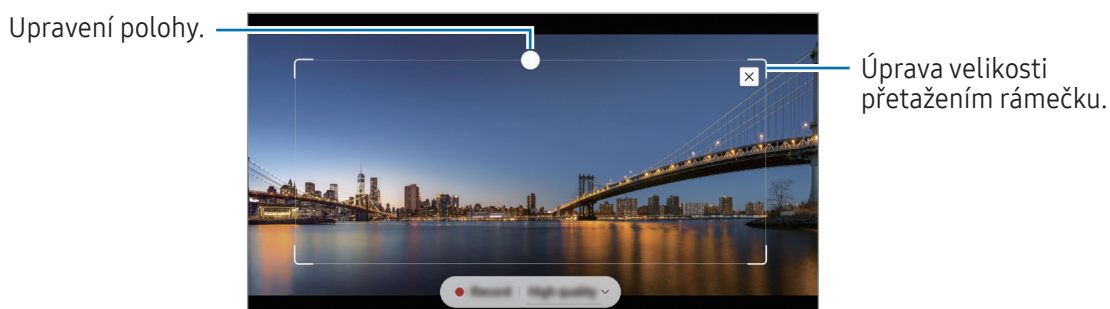 Upravení polohy.
Úprava velikosti
přetažením rámečku.
Record
High quality